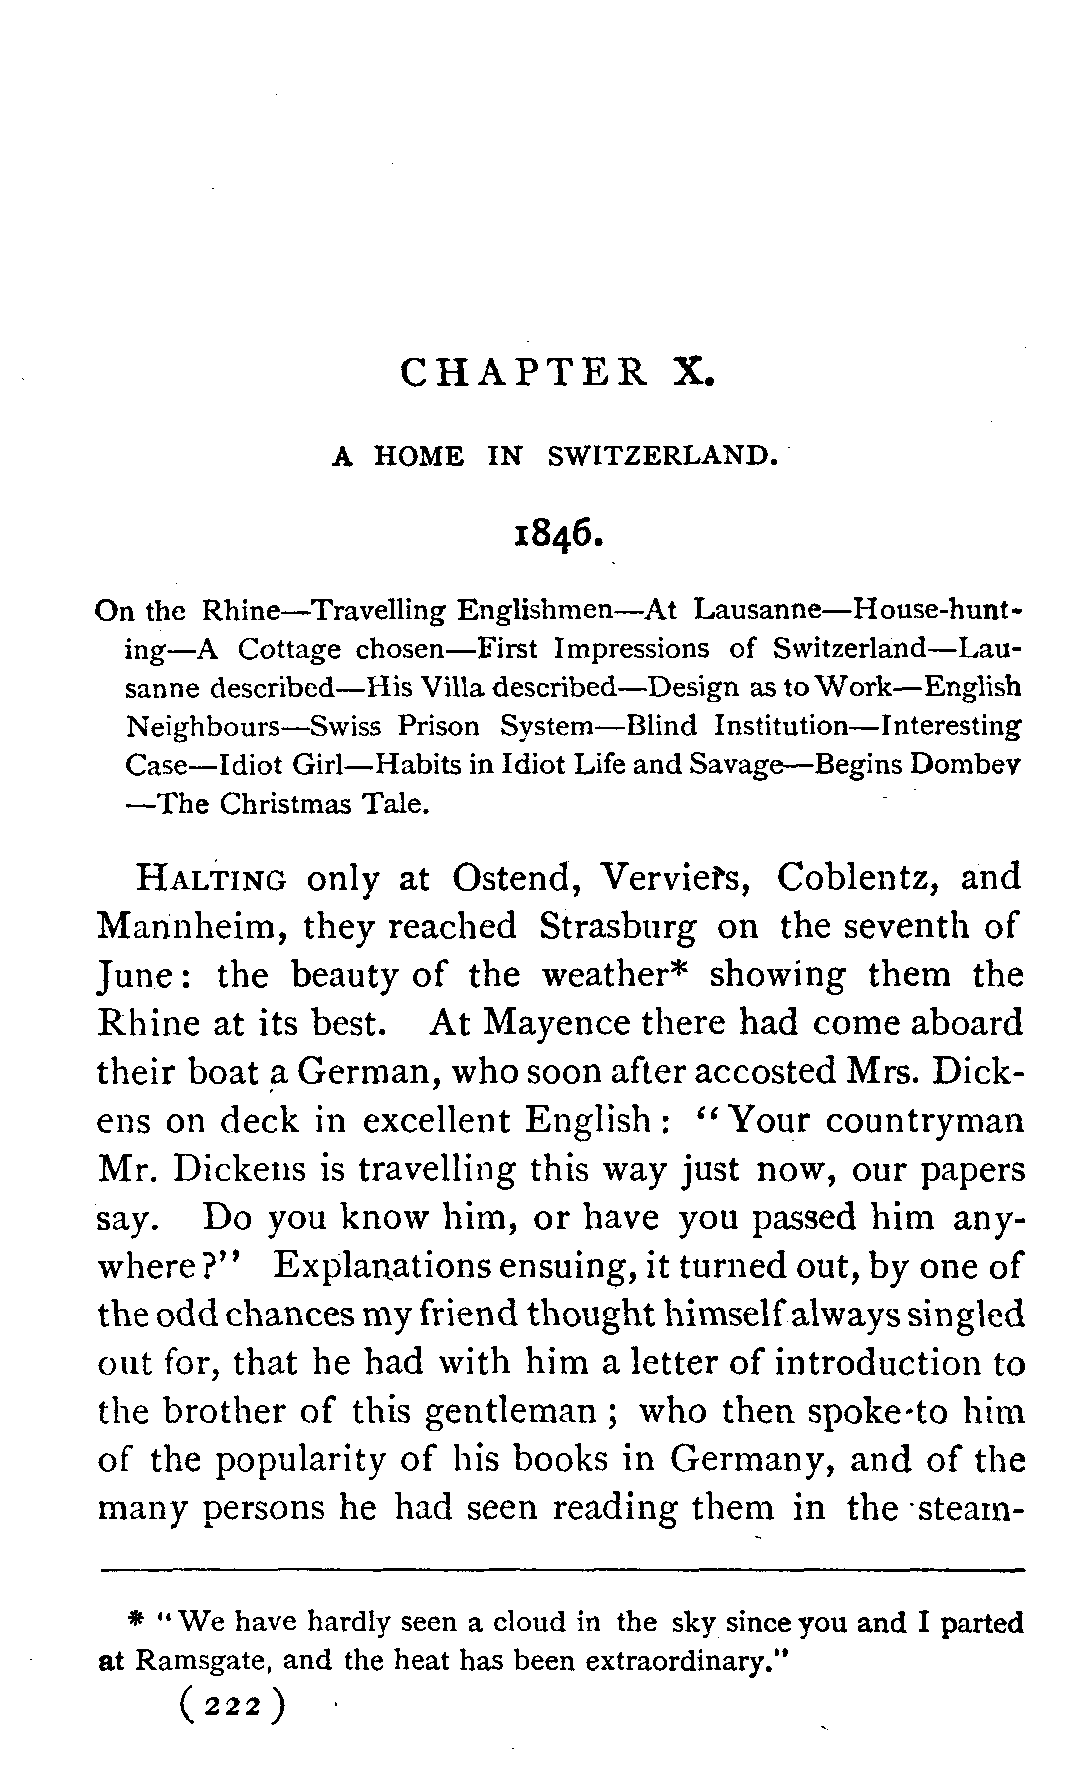 CHAPTER X.
A HOME IN SWITZERLAND.
1846.
On the Rhine—Travelling Englishmen—At Lausanne—House-hunt-
ing—A Cottage chosen—First Impressions of Switzerland—Lau-
sanne described—His Villa described—Design as to Work—English
Neighbours—Swiss Prison System—Blind Institution—Interesting
Case—Idiot Girl—Habits in Idiot Life and Savage—Begins Dombey
—The Christmas Tale.
HALTING only at Ostend, Verviers, Coblentz, and
Mannheim, they reached Strasburg on the seventh of
June: the beauty of the weather* showing them the
Rhine at its best. At Mayence there had come aboard
their boat a German, who soon after accosted Mrs. Dick-
ens on deck in excellent English: "Your countryman
Mr. Dickens is travelling this way just now, our papers
say. Do you know him, or have you passed him any-
where?" Explanations ensuing, it turned out, by one of
the odd chances my friend thought himself always singled
out for, that he had with him a letter of introduction to
the brother of this gentleman; who then spoke to him
of the popularity of his books in Germany, and of the
many persons he had seen reading them in the steam-
* "We have hardly seen a cloud in the sky since you and I parted
at Ramsgate, and the heat has been extraordinary."
(222)